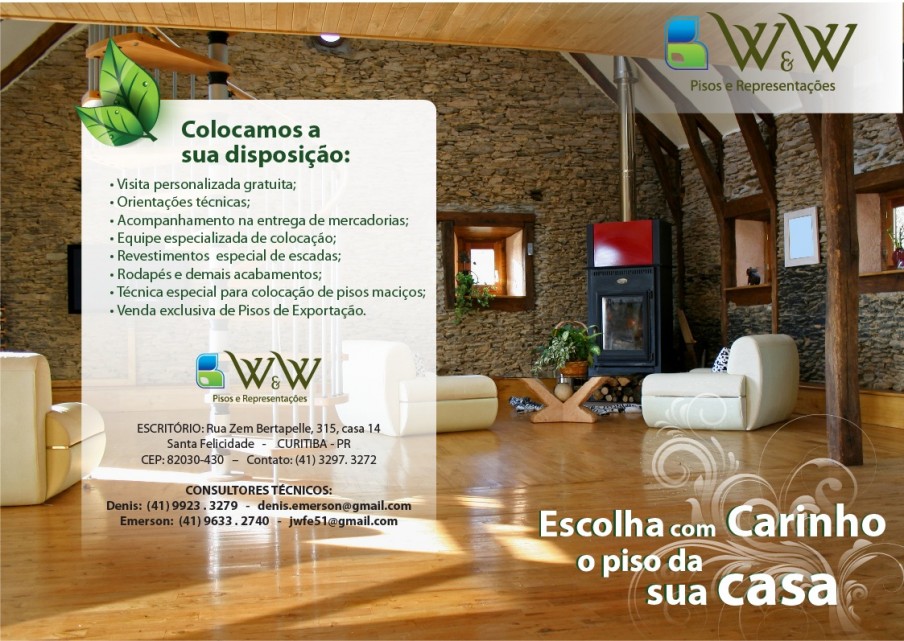 W&W
Pisos e Representações
Colocamos a
sua disposição:
• Visita personalizada gratuita;
• Orientações técnicas;
• Acompanhamento na entrega de mercadorias;
• Equipe especializada de colocação;
• Revestimentos especial de escadas;
• Rodapés e demais acabamentos;
• Técnica especial para colocação de pisos maciços;
• Venda exclusiva de Pisos de Exportação.
W&W
Pisos e Representações
ESCRITÓRIO: Rua Zem Bertapelle, 315, casa 14
Santa Felicidade - CURITIBA - PR
CEP: 82030-430 – Contato: (41) 3297. 3272
CONSULTORES TÉCNICOS:
Denis: (41) 9923 . 3279 - denis.emerson@gmail.com
Emerson: (41) 9633 . 2740 - jwfe51@gmail.com
Escolha com Carinho
o piso da
sua casa